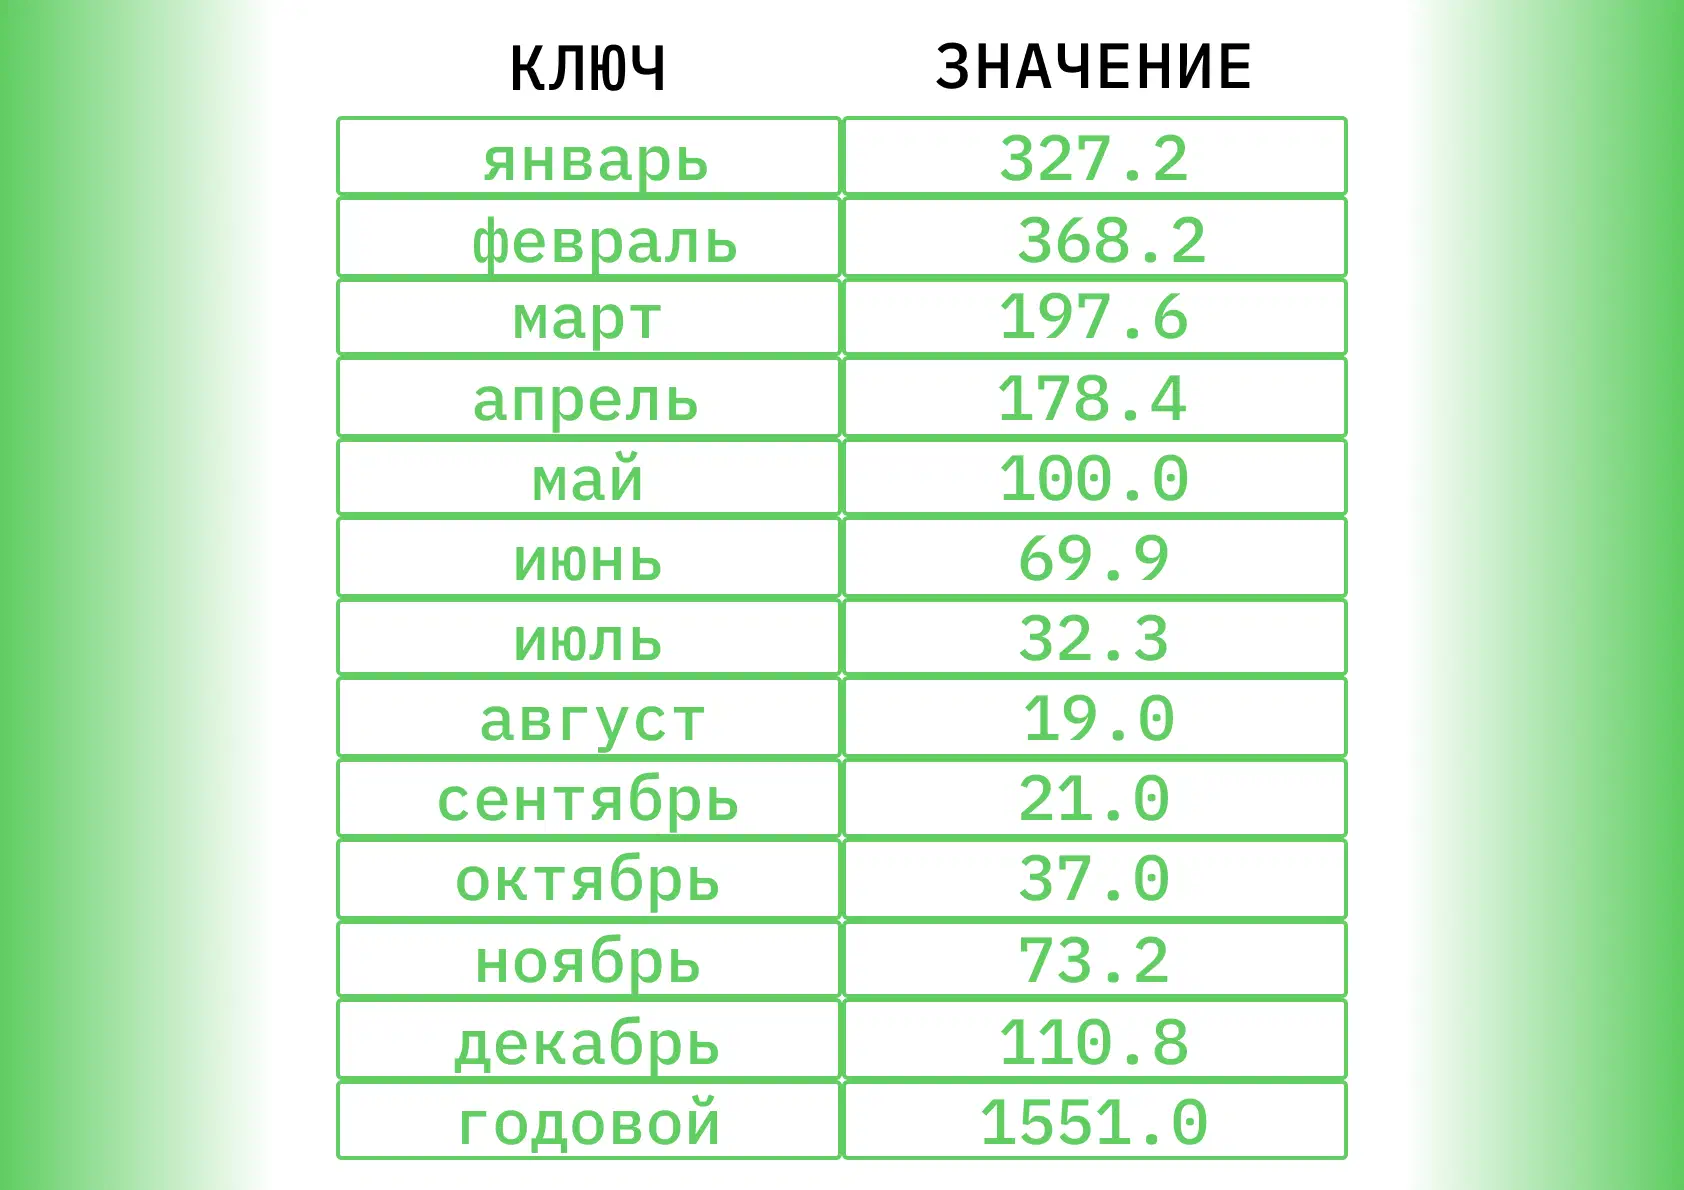 КЛЮЧ ЗНАЧЕНИЕ
январь 327.2
февраль 368.2
март 197.6
апрель 178.4
май 100.0
июнь 69.9
июль 32.3
август 19.0
сентябрь 21.0
октябрь 37.0
ноябрь 73.2
декабрь 110.8
годовой 1551.0